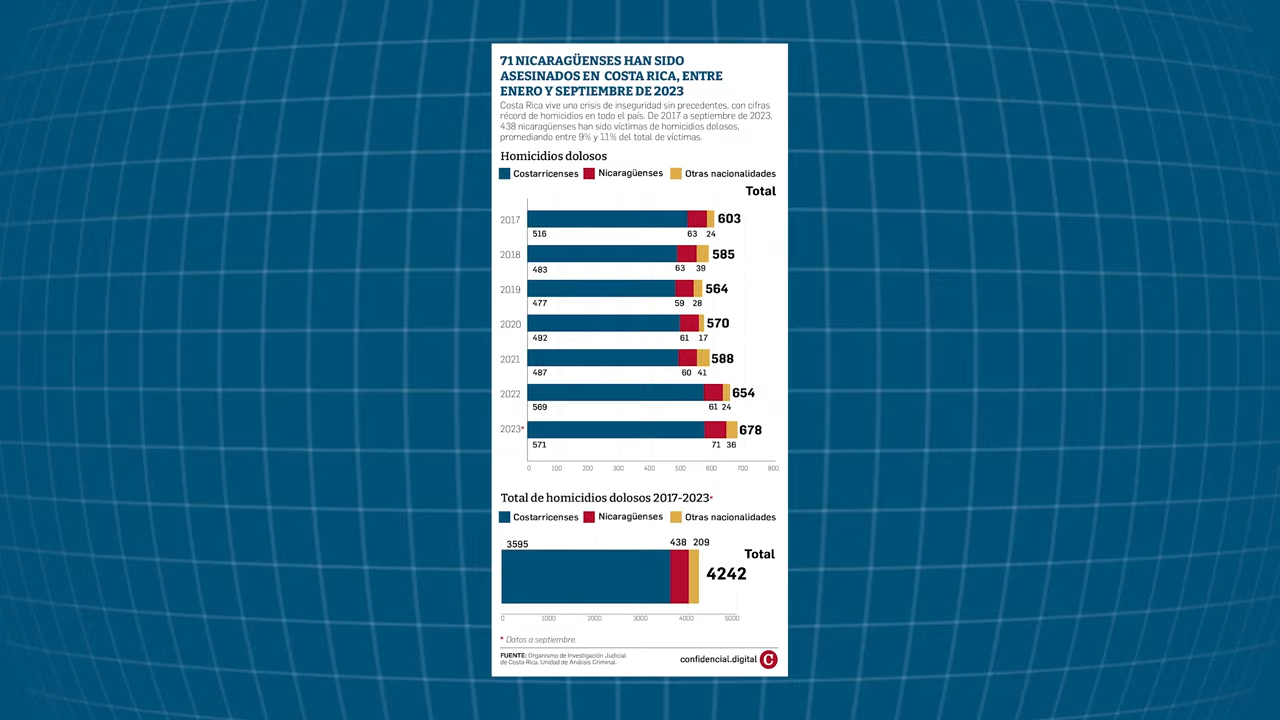 71 NICARAGÜENSES HAN SIDO
ASESINADOS EN COSTA RICA, ENTRE
ENERO Y SEPTIEMBRE DE 2023
Costa Rica vive una crisis de inseguridad sin precedentes, con cifras
récord de homicidios en todo el país. De 2017 a septiembre de 2023,
438 nicaragüenses han sido víctimas de homicidios dolosos,
promediando entre 9% y 11% del total de víctimas.
Homicidios dolosos
Costarricenses Nicaragüenses Otras nacionalidades
Total
2017 603
516 63 24
2018 585
483 63 39
2019 564
477 59 28
2020 570
492 61 17
2021 588
487 60 41
2022 654
569 61 24
2023* 678
571 71 36
0 100 200 300 400 500 600 700 800
Total de homicidios dolosos 2017-2023*
Costarricenses Nicaragüenses Otras nacionalidades
3595 438 209
Total
4242
0 1000 2000 3000 4000 5000
* Datos a septiembre.
FUENTE: Organismo de Investigación Judicial
de Costa Rica, Unidad de Análisis Criminal.
confidencial.digital C